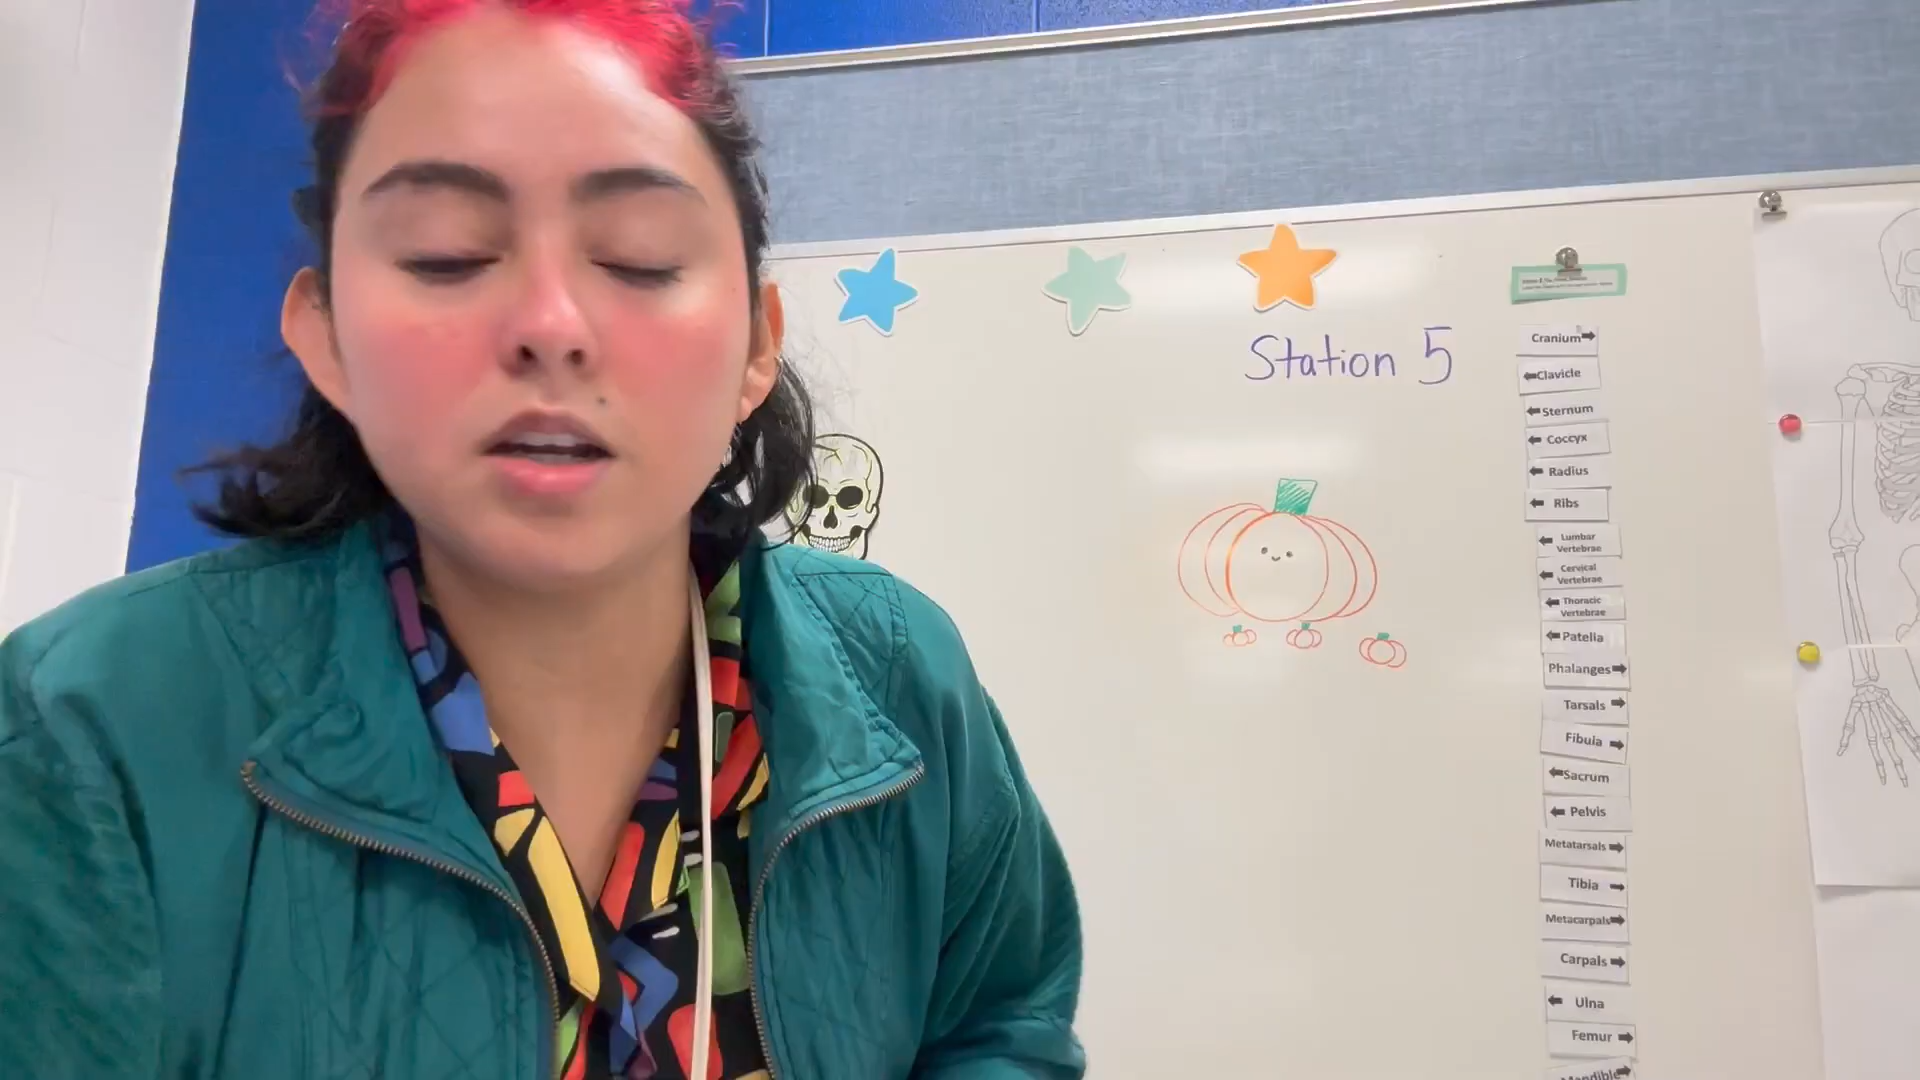 Station 5
Cranium
Clavicle
Sternum
Coccyx
Radius
Ribs
Lumbar
Vertebrae
Cervical
Vertebrae
Thoracic
Vertebrae
Patella
Phalanges
Tarsals
Fibula
Sacrum
Pelvis
Metatarsals
Tibia
Metacarpals
Carpals
Ulna
Femur
Mandible